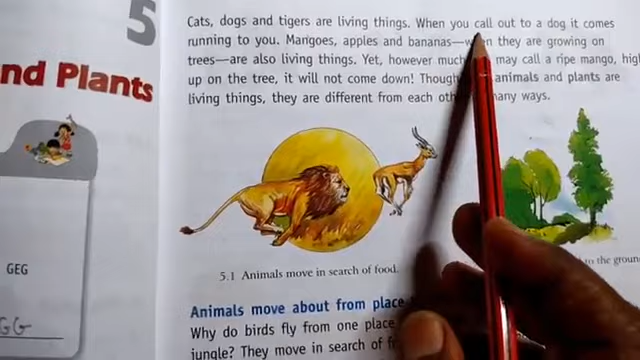 5
nd Plants
GEG
GG
Cats, dogs and tigers are living things. When you call out to a dog it comes
running to you. Mangoes, apples and bananas—when they are growing on
trees—are also living things. Yet, however much may call a ripe mango, high
up on the tree, it will not come down! Though animals and plants are
living things, they are different from each many ways.
5.1 Animals move in search of food.
to the ground
Animals move about from place
Why do birds fly from one place
jungle? They move in search of